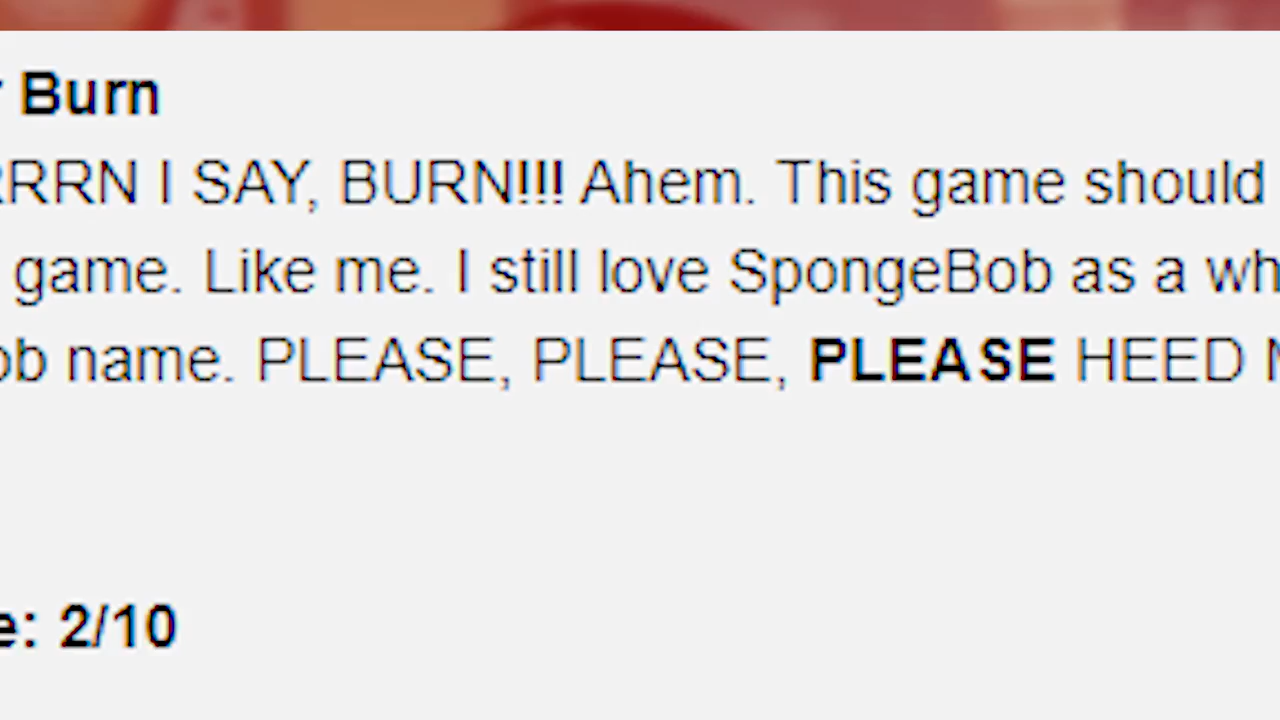 Burn
RRRN I SAY, BURN!!! Ahem. This game should
game. Like me. I still love SpongeBob as a wh
ob name. PLEASE, PLEASE, PLEASE HEED
e: 2/10